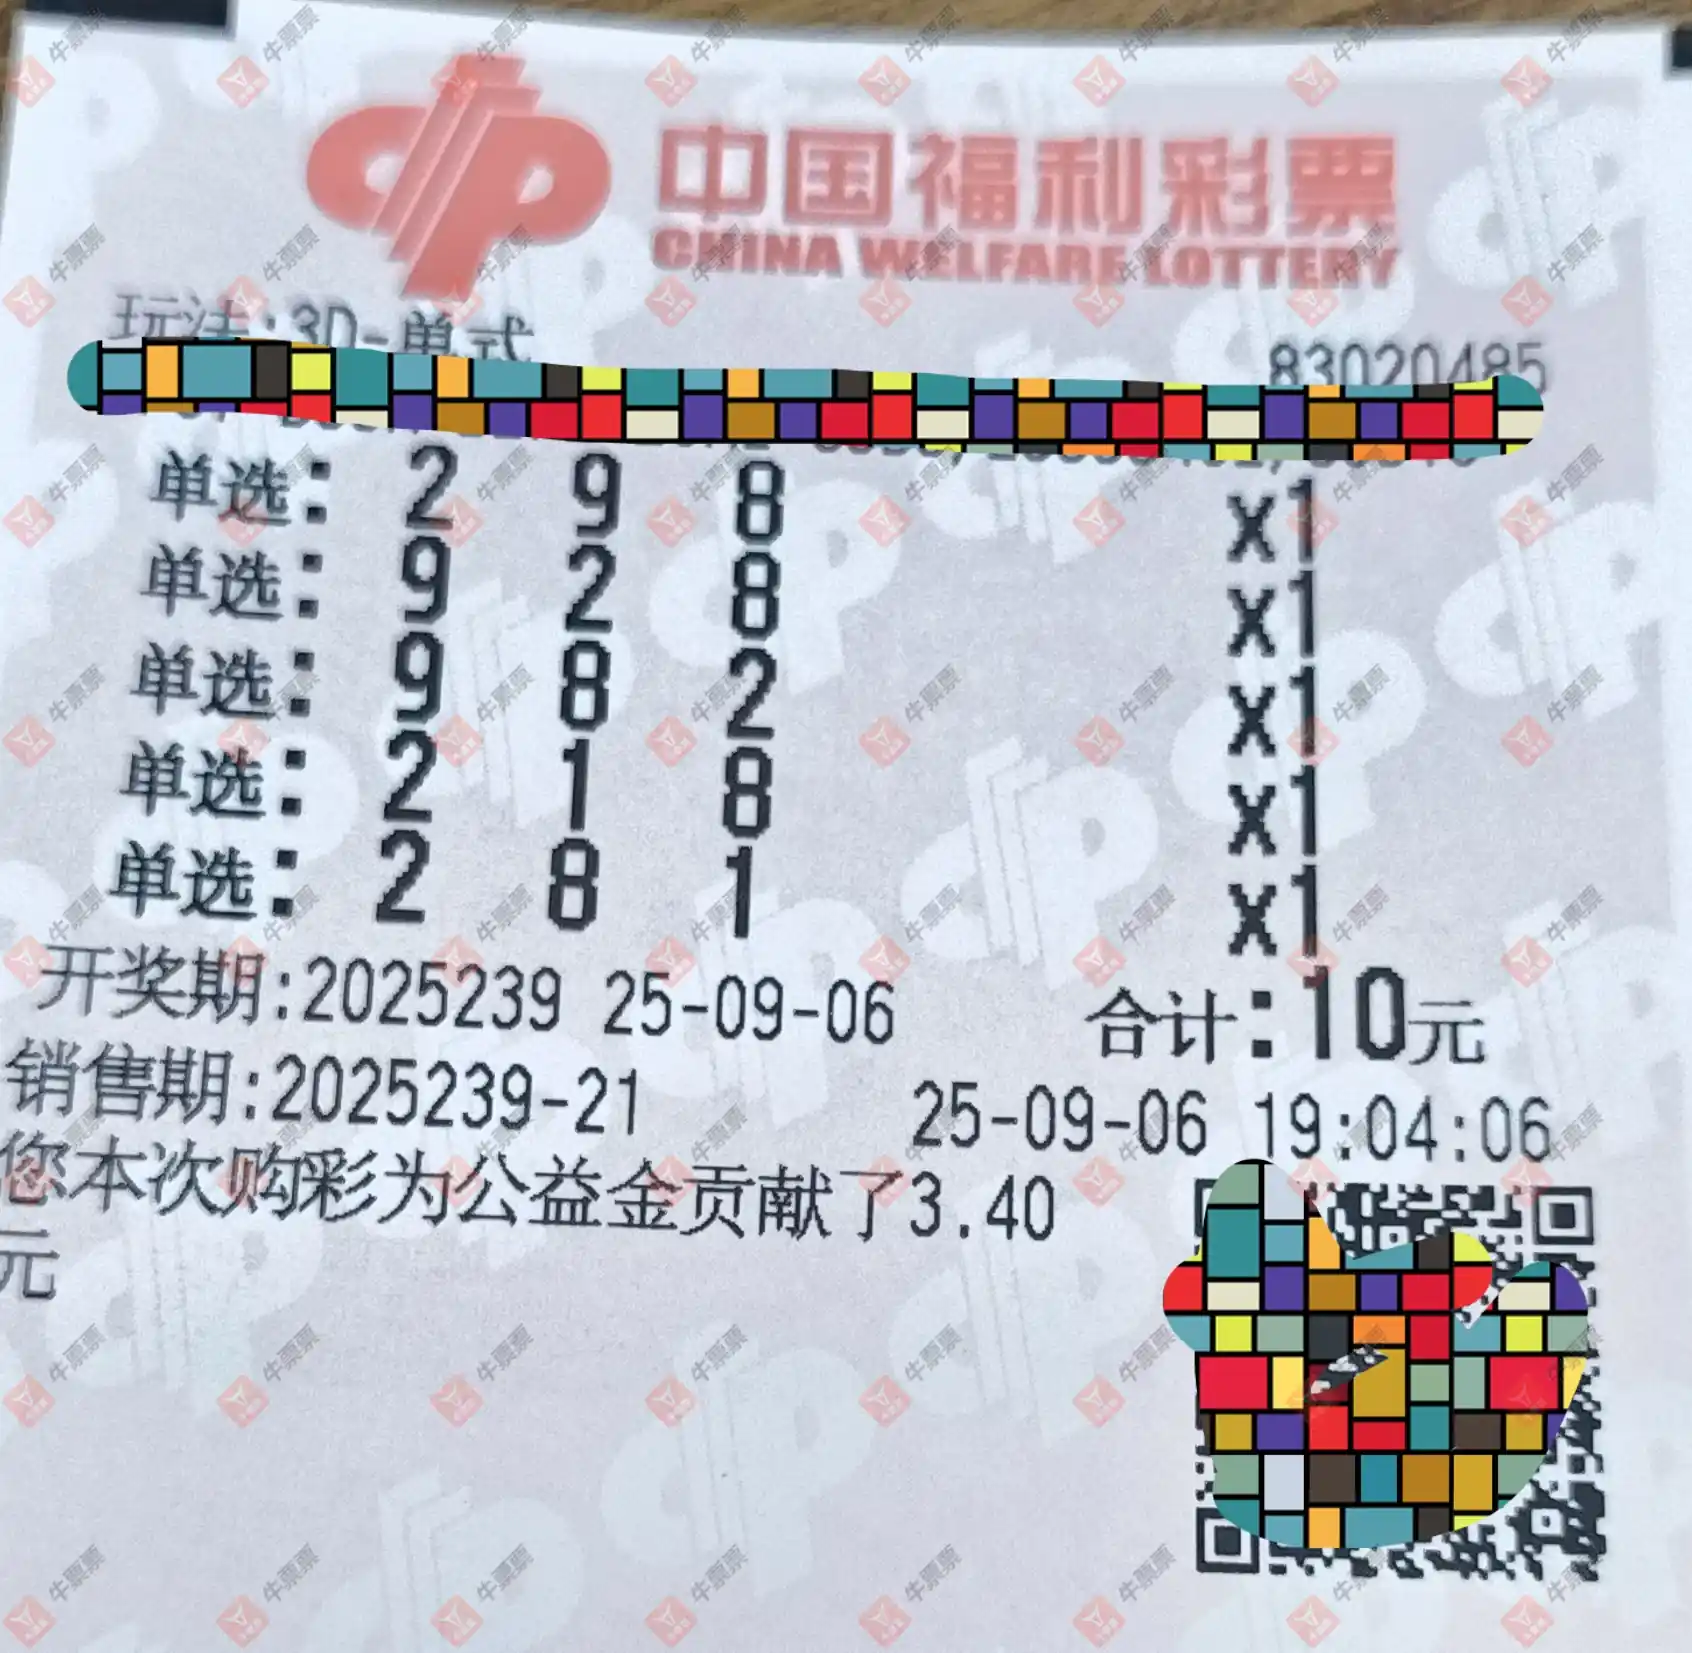 中国福利彩票
CHINA WELFARE LOTTERY
玩法:3D-单式
83020485
单选: 2 9 8 x1
单选: 9 2 8 x1
单选: 9 8 2 x1
单选: 2 1 8 x1
单选: 2 8 1 x1
开奖期:2025239 25-09-06 合计:10元
销售期:2025239-21 25-09-06 19:04:06
您本次购彩为公益金贡献了3.40
元
牛票票